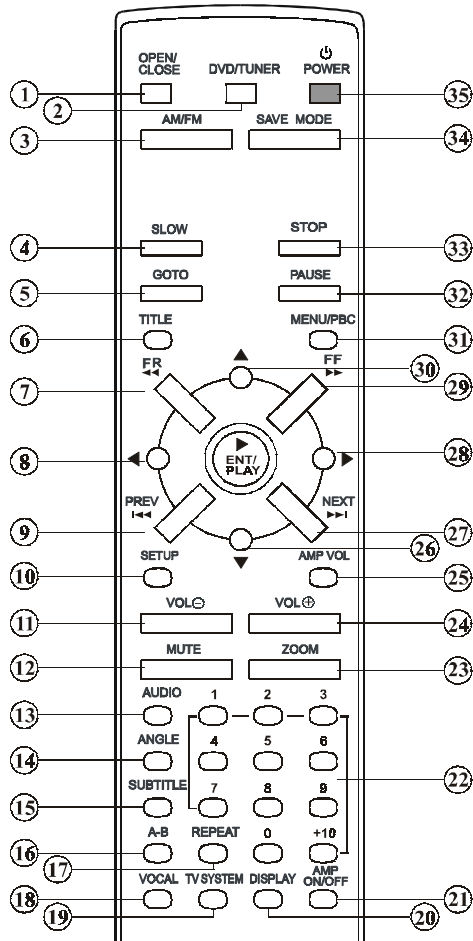 OPEN/
CLOSE
DVD/TUNER
POWER
1
2
35
AM/FM
SAVE MODE
3
34
SLOW
STOP
4
33
GOTO
PAUSE
5
32
TITLE
MENU/PBC
6
31
FR
FF
30
7
29
8
ENT/
PLAY
28
PREV
NEXT
9
27
26
SETUP
AMP VOL
10
25
VOL⊖
VOL⊕
11
24
MUTE
ZOOM
12
23
AUDIO
1
2
3
13
ANGLE
4
5
6
14
22
SUBTITLE
7
8
9
15
A-B
REPEAT
0
+10
16
17
VOCAL
TV SYSTEM
DISPLAY
AMP
ON/OFF
18
19
20
21